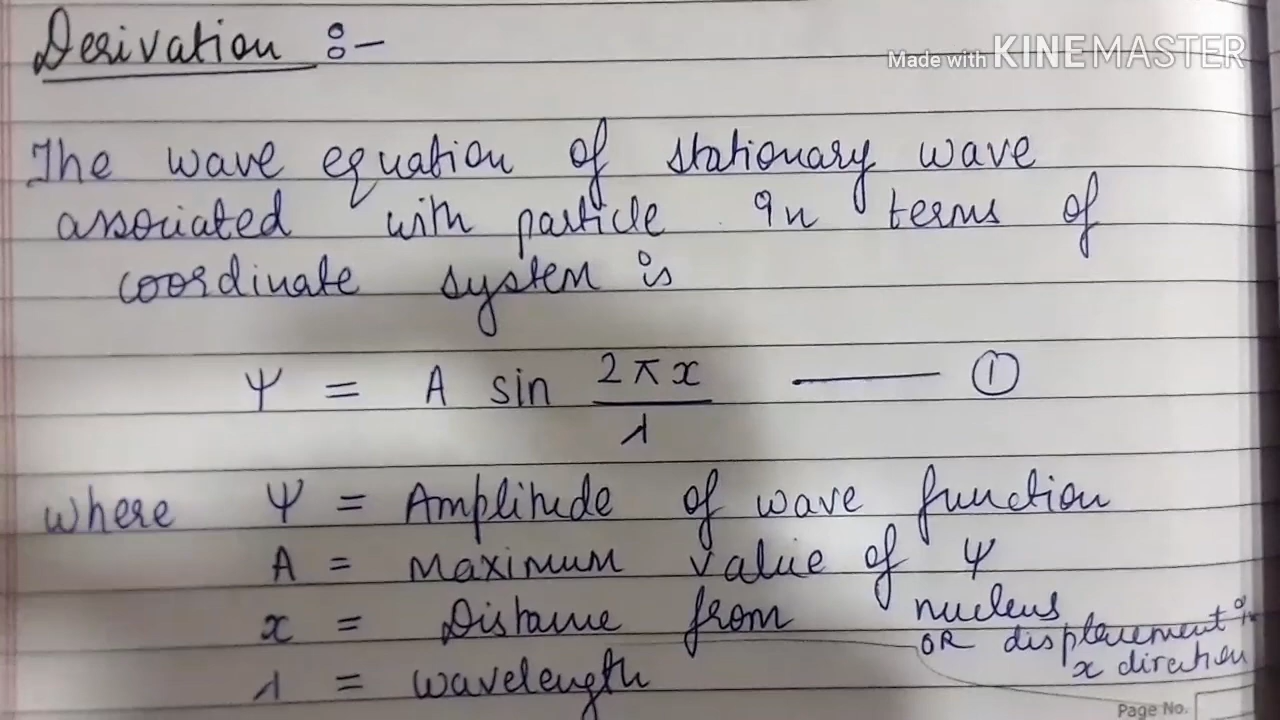 Derivation :-
Made with KINEMASTER
The wave equation of stationary wave
associated with particle. In terms of
coordinate system is
Ψ = A sin 2πx / λ —— ①
where Ψ = Amplitude of wave function
A = Maximum value of Ψ
x = Distance from nucleus
OR displacement in
x direction
λ = wavelength
Page No.